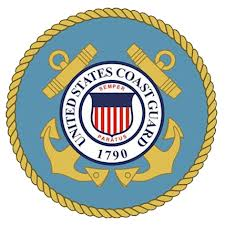 UNITED STATES COAST GUARD
SEMPER
PARATUS
1790